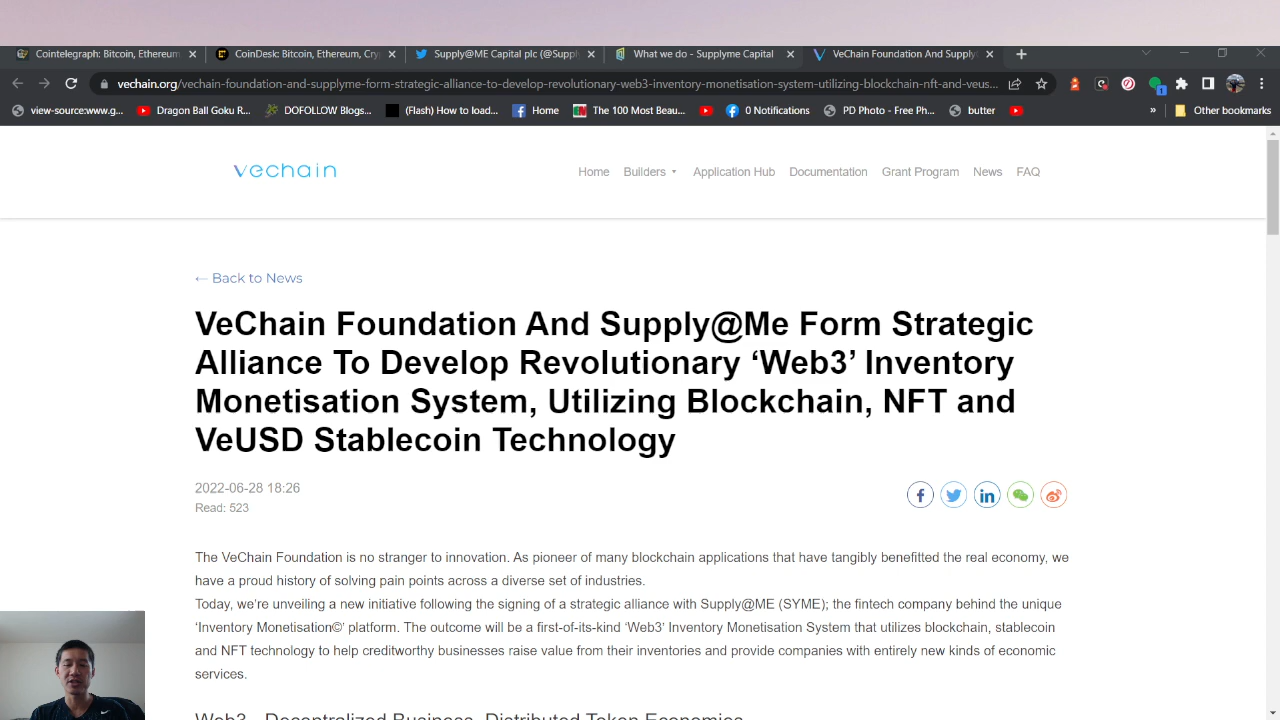 Cointelegraph: Bitcoin, Ethereum
CoinDesk: Bitcoin, Ethereum, Cry
Supply@ME Capital plc (@Suppl
What we do - Supplyme Capital
VeChain Foundation And Supply
vechain.org/vechain-foundation-and-supplyme-form-strategic-alliance-to-develop-revolutionary-web3-inventory-monetisation-system-utilizing-blockchain-nft-and-veus...
view-source:www.g...
Dragon Ball Goku R...
DOFOLLOW Blogs...
(Flash) How to load...
Home
The 100 Most Beau...
0 Notifications
PD Photo - Free Ph...
butter
»
Other bookmarks
vechain
Home
Builders
Application Hub
Documentation
Grant Program
News
FAQ
← Back to News
VeChain Foundation And Supply@Me Form Strategic
Alliance To Develop Revolutionary ‘Web3’ Inventory
Monetisation System, Utilizing Blockchain, NFT and
VeUSD Stablecoin Technology
2022-06-28 18:26
Read: 523
The VeChain Foundation is no stranger to innovation. As pioneer of many blockchain applications that have tangibly benefitted the real economy, we
have a proud history of solving pain points across a diverse set of industries.
Today, we're unveiling a new initiative following the signing of a strategic alliance with Supply@ME (SYME); the fintech company behind the unique
‘Inventory Monetisation©’ platform. The outcome will be a first-of-its-kind ‘Web3’ Inventory Monetisation System that utilizes blockchain, stablecoin
and NFT technology to help creditworthy businesses raise value from their inventories and provide companies with entirely new kinds of economic
services.
Web3 - Decentralized Business, Distributed Token Economics